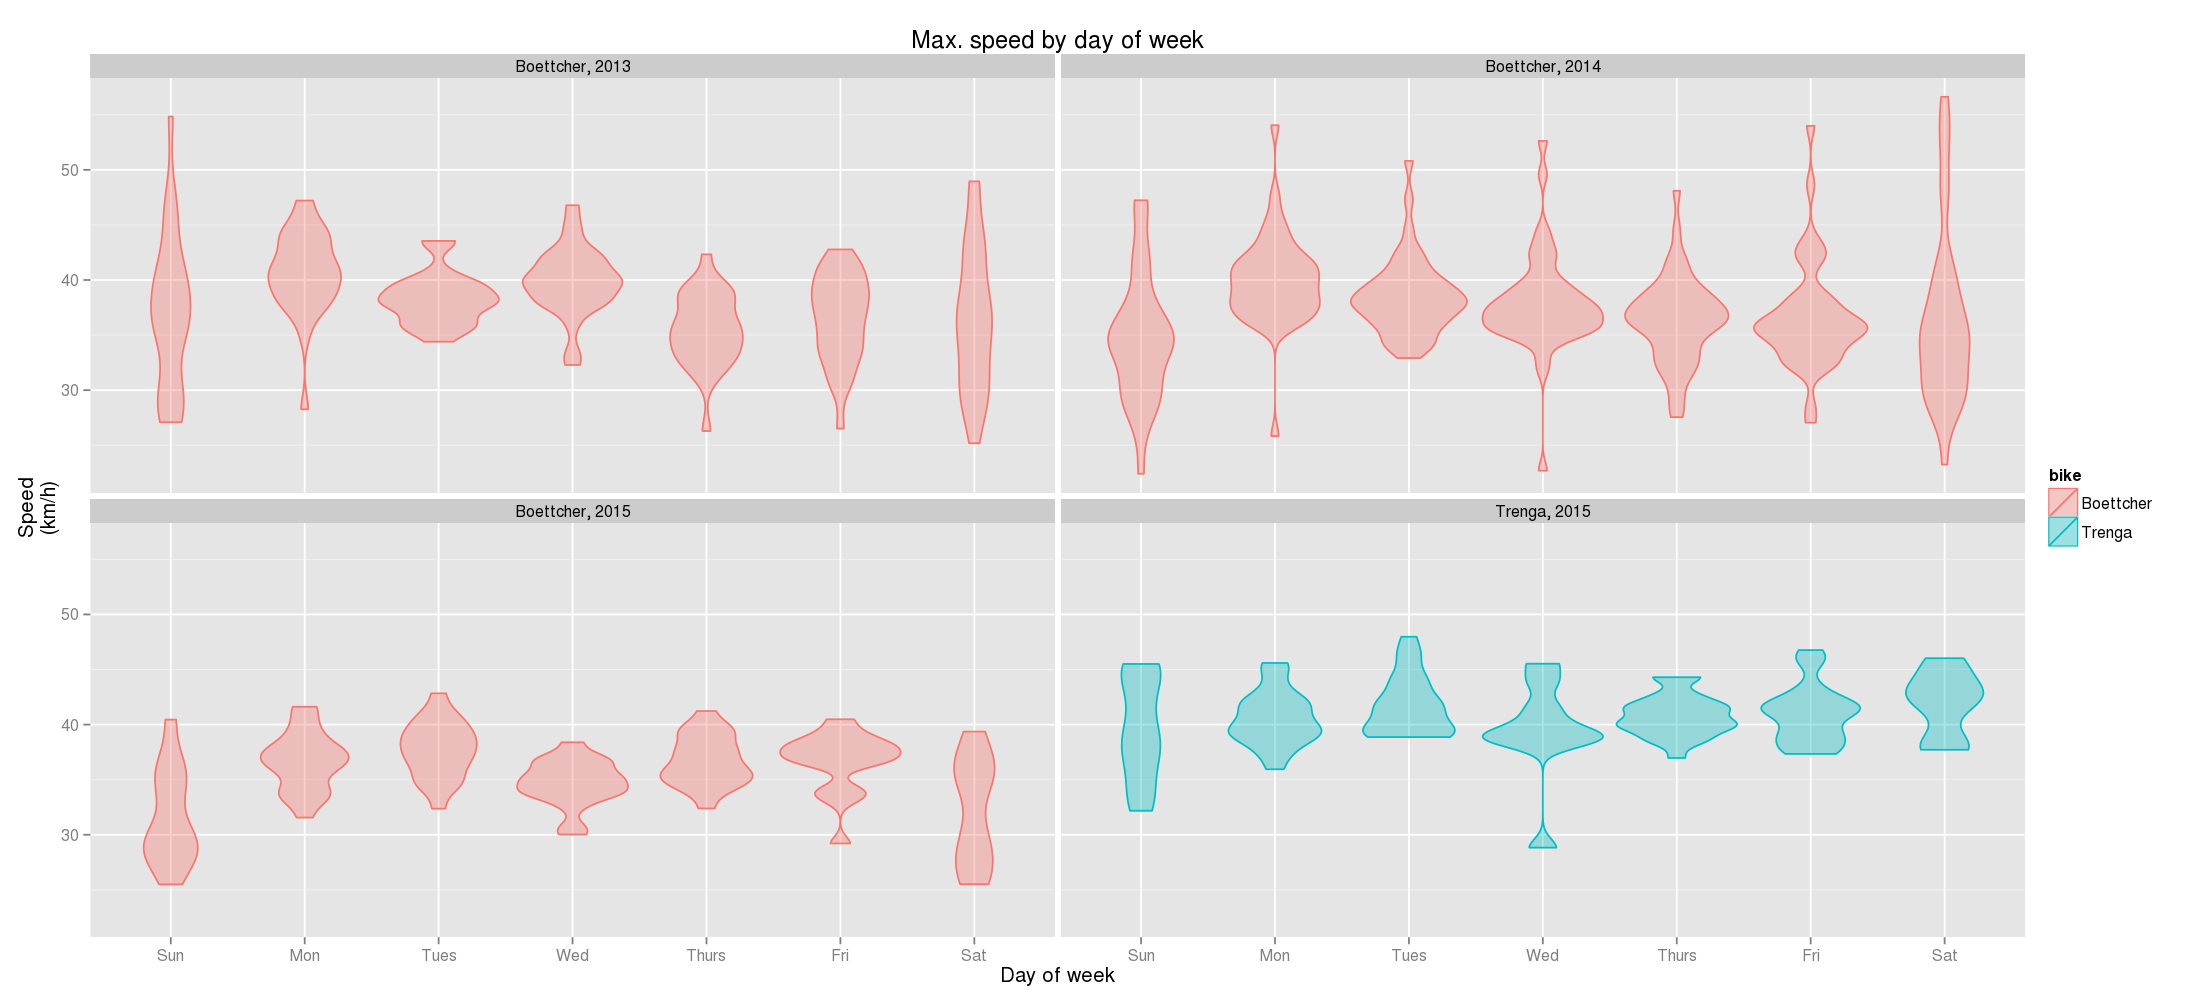 Max. speed by day of week
Boettcher, 2013
Boettcher, 2014
50
40
30
Boettcher, 2015
Trenga, 2015
50
40
30
Speed
(km/h)
Sun Mon Tues Wed Thurs Fri Sat
Sun Mon Tues Wed Thurs Fri Sat
Day of week
bike
Boettcher
Trenga